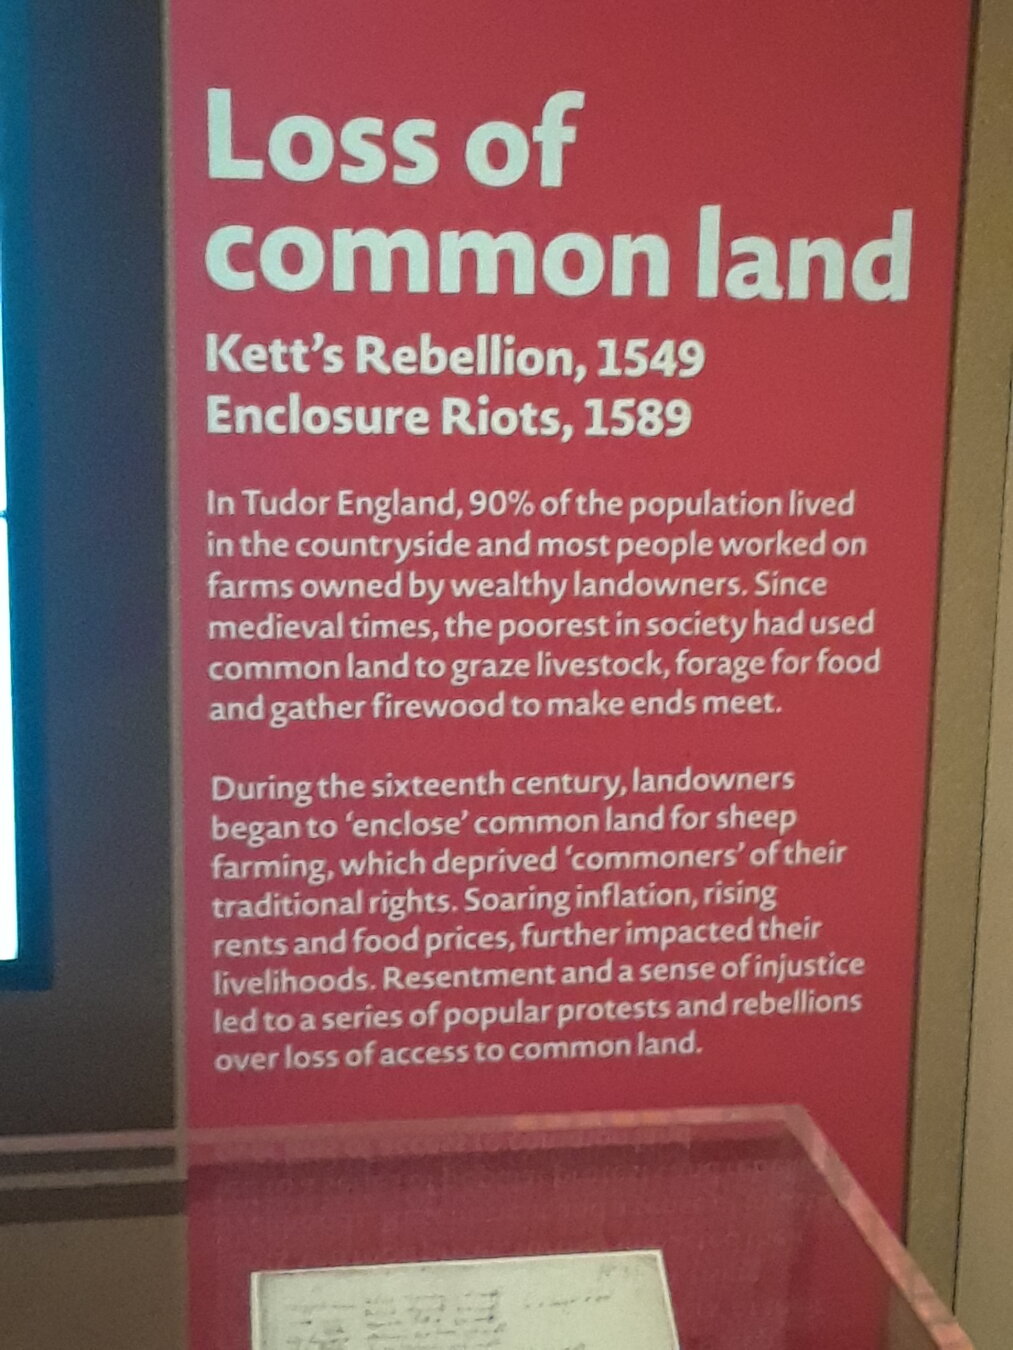 Loss of
common land
Kett's Rebellion, 1549
Enclosure Riots, 1589
In Tudor England, 90% of the population lived
in the countryside and most people worked on
farms owned by wealthy landowners. Since
medieval times, the poorest in society had used
common land to graze livestock, forage for food
and gather firewood to make ends meet.
During the sixteenth century, landowners
began to ‘enclose’ common land for sheep
farming, which deprived ‘commoners’ of their
traditional rights. Soaring inflation, rising
rents and food prices, further impacted their
livelihoods. Resentment and a sense of injustice
led to a series of popular protests and rebellions
over loss of access to common land.